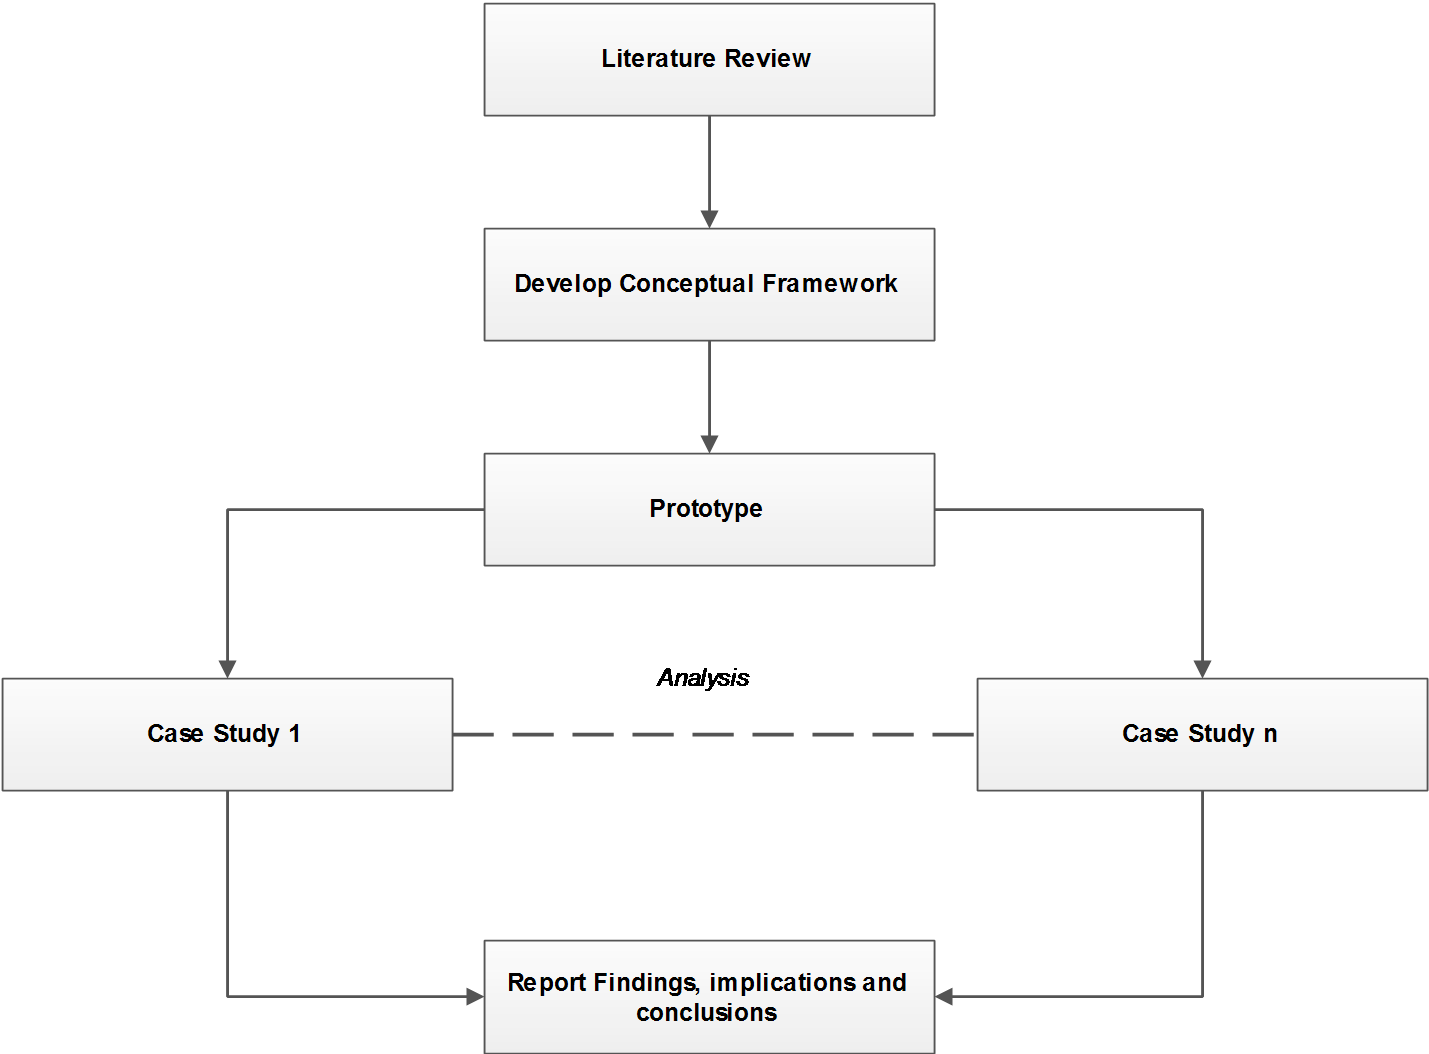 Literature Review
Develop Conceptual Framework
Prototype
Analysis
Case Study 1
Case Study n
Report Findings, implications and
conclusions